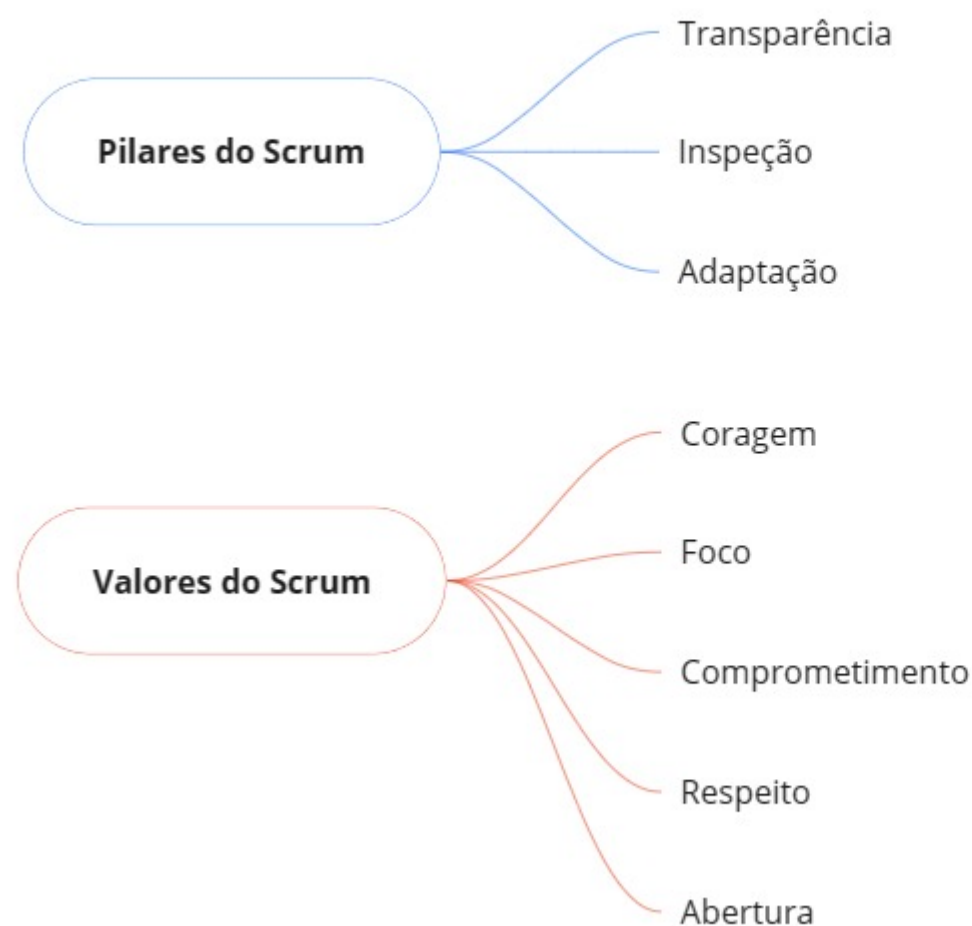 Pilares do Scrum
Transparência
Inspeção
Adaptação
Valores do Scrum
Coragem
Foco
Comprometimento
Respeito
Abertura